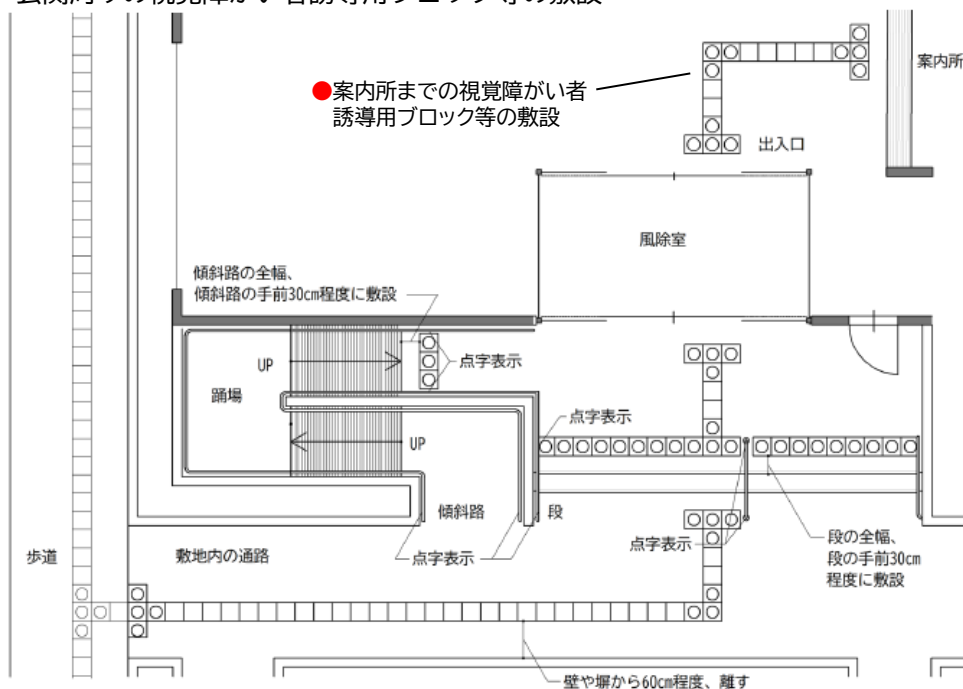 案内所
●案内所までの視覚障がい者
誘導用ブロック等の敷設
出入口
風除室
傾斜路の全幅、
傾斜路の手前30cm程度に敷設
UP
点字表示
踊場
点字表示
UP
傾斜路
段
点字表示
点字表示
段の全幅、
段の手前30cm
程度に敷設
歩道
敷地内の通路
壁や塀から60cm程度、離す